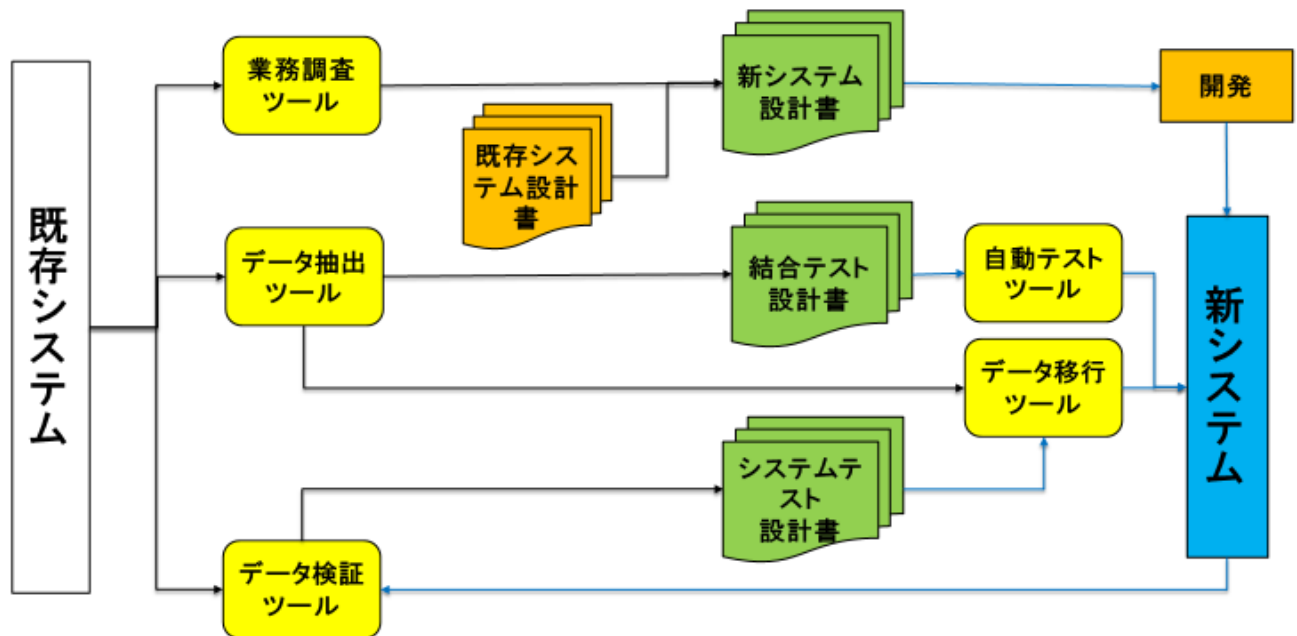 既存システム
業務調査
ツール
既存シス
テム設計
書
新システム
設計書
開発
データ抽出
ツール
結合テスト
設計書
自動テスト
ツール
データ移行
ツール
新システム
システムテ
スト
設計書
データ検証
ツール